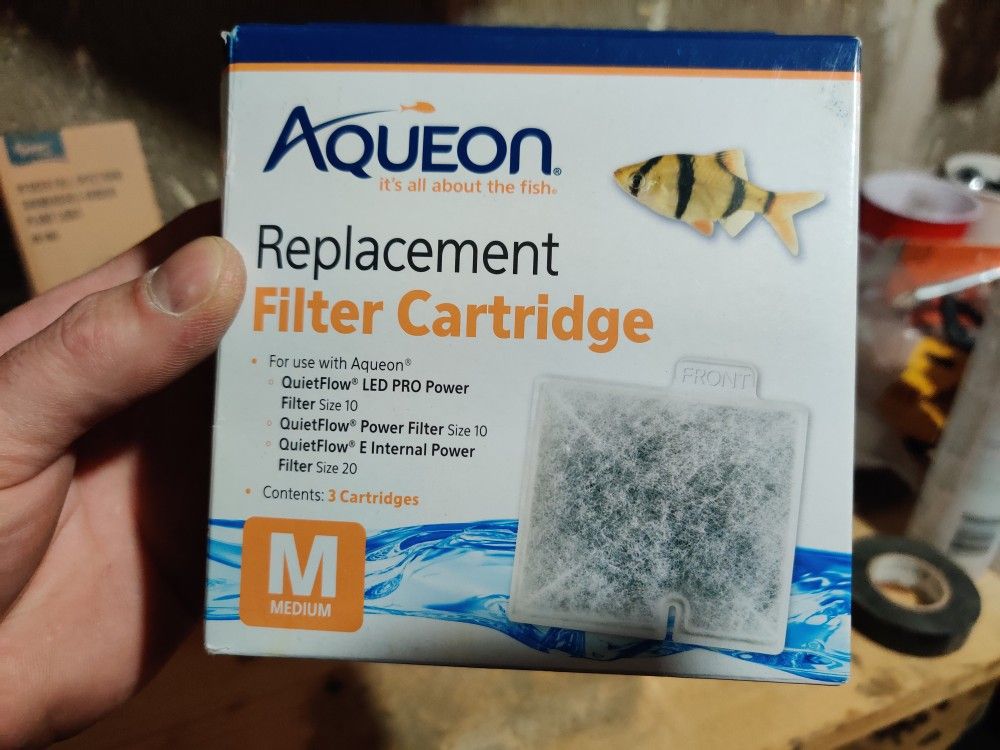 AQUEON®
it's all about the fish®
Replacement
Filter Cartridge
• For use with Aqueon®
◦ QuietFlow® LED PRO Power
Filter Size 10
◦ QuietFlow® Power Filter Size 10
◦ QuietFlow® E Internal Power
Filter Size 20
• Contents: 3 Cartridges
FRONT
M
MEDIUM